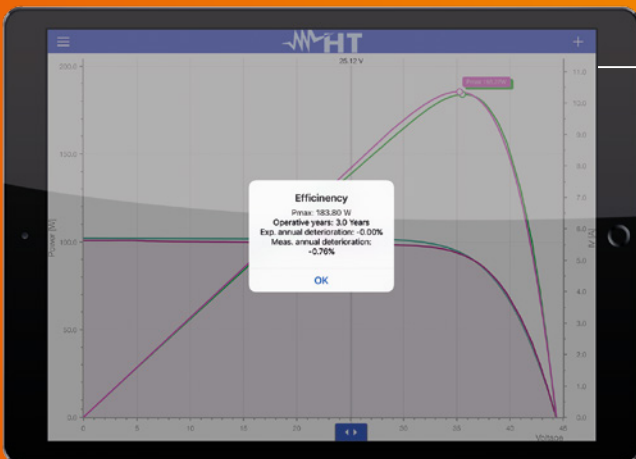 HT
25.12 V
200.0
150.0
100.0
50.0
0.0
Power [W]
11.0
10.0
9.0
8.0
7.0
6.0
5.0
4.0
3.0
2.0
1.0
0.0
Efficinency
Pmax: 183.80 W
Operative years: 3.0 Years
Exp. annual deterioration: -0.00%
Meas. annual deterioration:
-0.76%
OK
0
5
10
15
20
30
35
40
45
Voltage